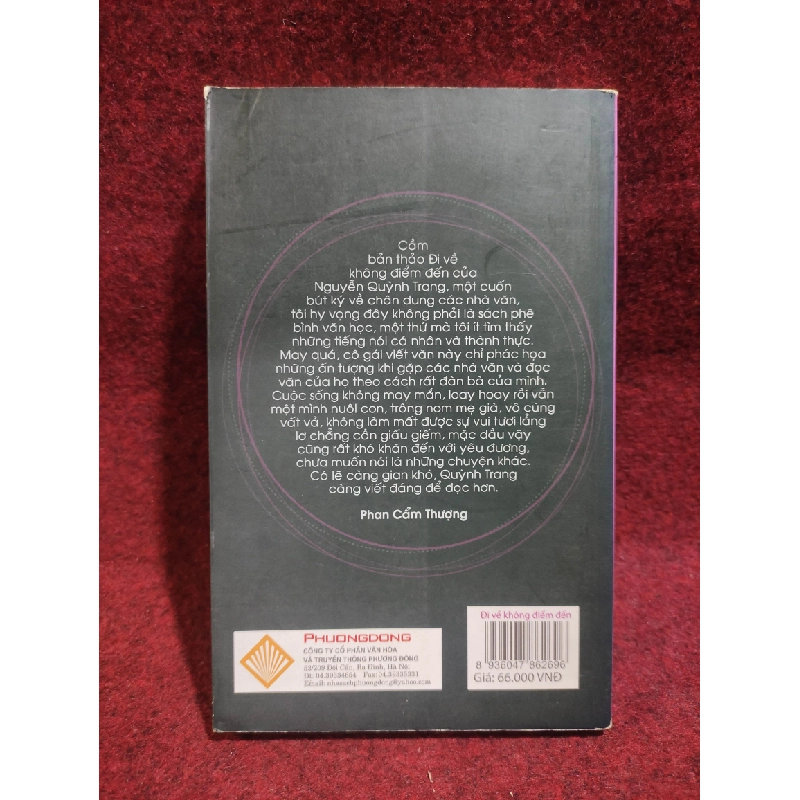 Cầm
bản thảo Đi về
không điểm đến của
Nguyễn Quỳnh Trang, một cuốn
bút ký về chân dung các nhà văn,
tôi hy vọng đây không phải là sách phê
bình văn học, một thứ mà tôi ít tìm thấy
những tiếng nói cá nhân và thành thực.
May quá, cô gái viết văn này chỉ phác họa
những ấn tượng khi gặp các nhà văn và đọc
văn của họ theo cách rất đàn bà của mình.
Cuộc sống không may mắn, loay hoay rồi vẫn
một mình nuôi con, trông nom mẹ già, vô cùng
vất vả, không làm mất được sự vui tươi lẳng
lơ chẳng cần giấu giếm, mặc dầu vậy
cũng rất khó khăn đến với yêu đương,
chưa muốn nói là những chuyện khác.
Có lẽ càng gian khó, Quỳnh Trang
càng viết đáng để đọc hơn.
Phan Cẩm Thượng
PHUONGDONG
CÔNG TY CỔ PHẦN VĂN HÓA
VÀ TRUYỀN THÔNG PHƯƠNG ĐÔNG
Đội Cấn, Ba Đình, Hà Nội
Đi về không điểm đến
8 936047 862696
Giá: 66.000 VNĐ